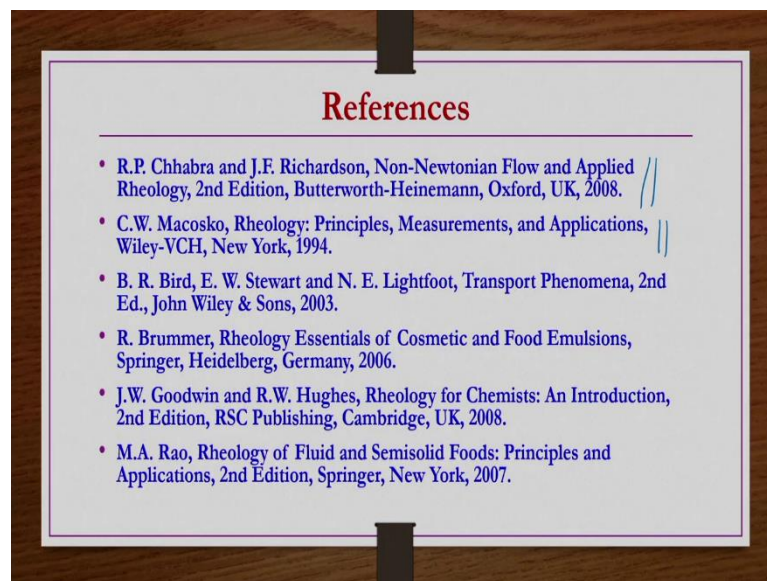 References
• R.P. Chhabra and J.F. Richardson, Non-Newtonian Flow and Applied
Rheology, 2nd Edition, Butterworth-Heinemann, Oxford, UK, 2008.
• C.W. Macosko, Rheology: Principles, Measurements, and Applications,
Wiley-VCH, New York, 1994.
• B. R. Bird, E. W. Stewart and N. E. Lightfoot, Transport Phenomena, 2nd
Ed., John Wiley & Sons, 2003.
• R. Brummer, Rheology Essentials of Cosmetic and Food Emulsions,
Springer, Heidelberg, Germany, 2006.
• J.W. Goodwin and R.W. Hughes, Rheology for Chemists: An Introduction,
2nd Edition, RSC Publishing, Cambridge, UK, 2008.
• M.A. Rao, Rheology of Fluid and Semisolid Foods: Principles and
Applications, 2nd Edition, Springer, New York, 2007.